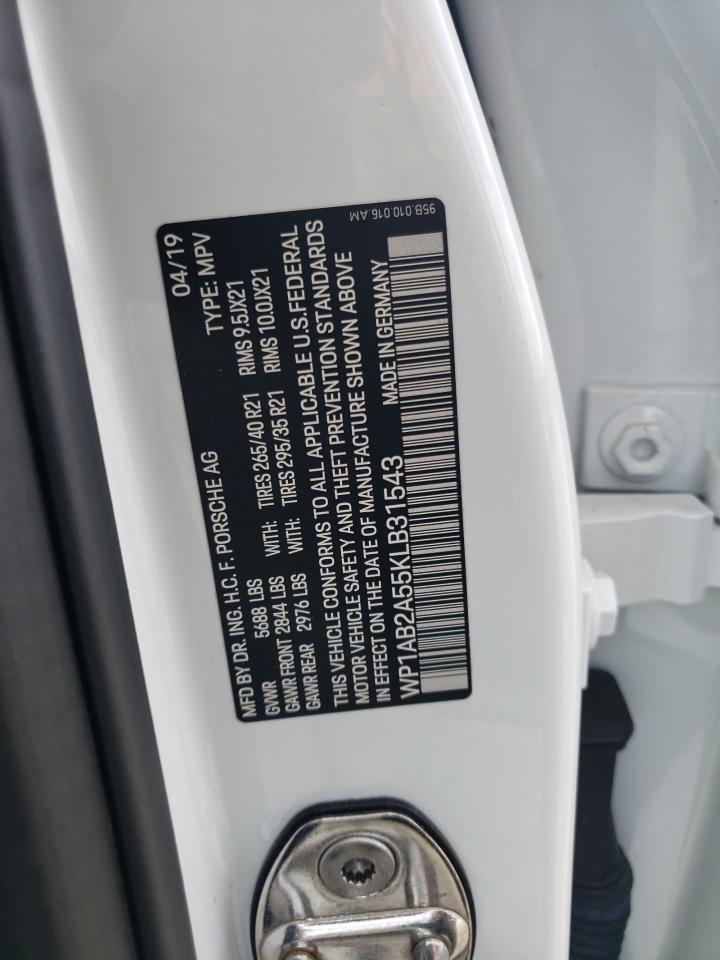 MFD BY DR. ING. H.C. F. PORSCHE AG 04/19
GVWR 5688 LBS TYPE: MPV
GAWR FRONT 2844 LBS WITH: TIRES 265/40 R21 RIMS 9.5JX21
GAWR REAR 2976 LBS WITH: TIRES 295/35 R21 RIMS 10.0JX21
THIS VEHICLE CONFORMS TO ALL APPLICABLE U.S.FEDERAL
MOTOR VEHICLE SAFETY AND THEFT PREVENTION STANDARDS
IN EFFECT ON THE DATE OF MANUFACTURE SHOWN ABOVE
WP1AB2A55KLB31543 MADE IN GERMANY
95B.010.016.AM